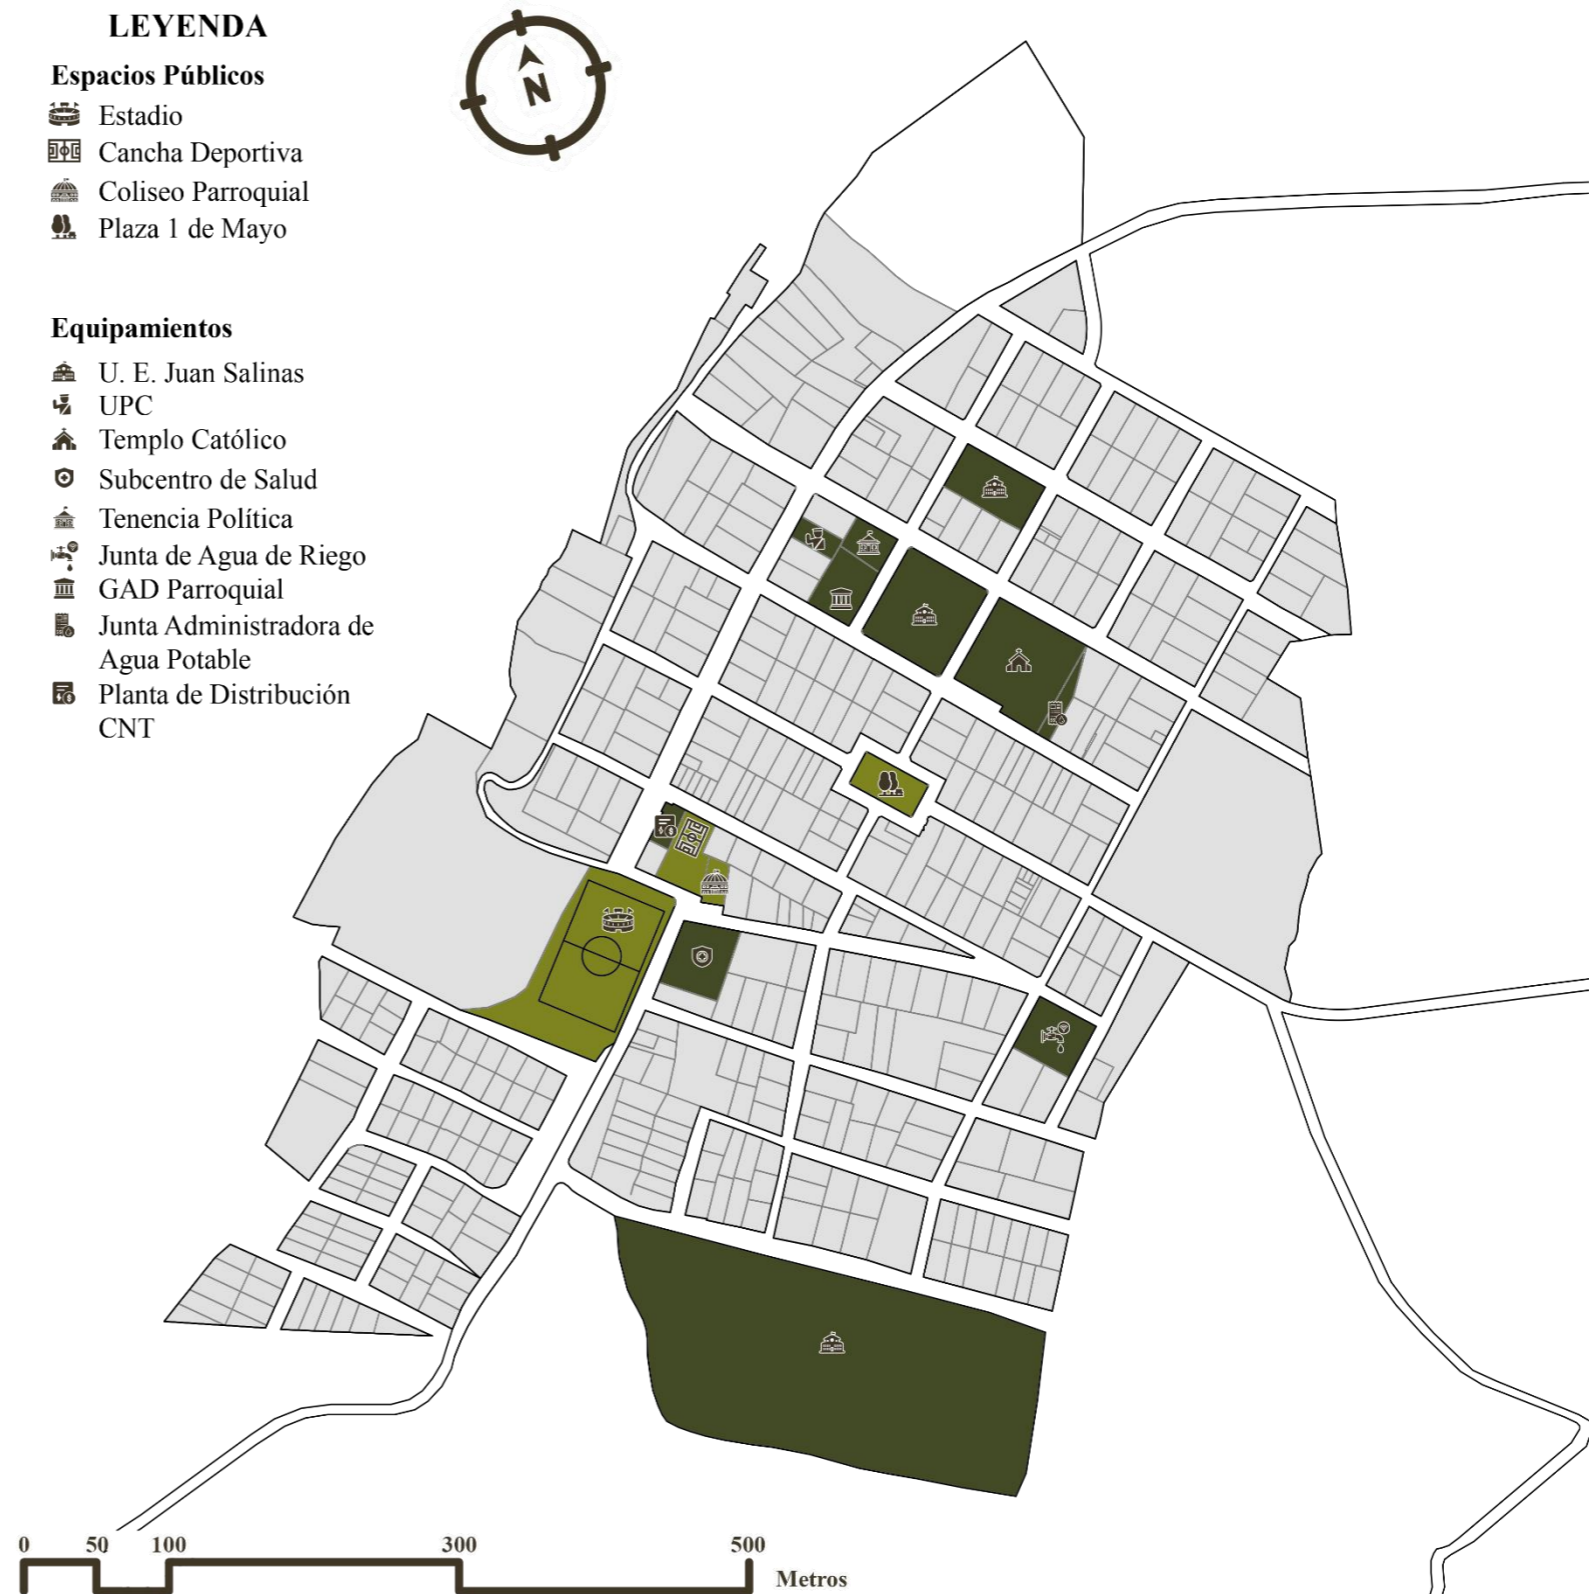 LEYENDA
N
Espacios Públicos
Estadio
Cancha Deportiva
Coliseo Parroquial
Plaza 1 de Mayo
Equipamientos
U. E. Juan Salinas
UPC
Templo Católico
Subcentro de Salud
Tenencia Política
Junta de Agua de Riego
GAD Parroquial
Junta Administradora de
Agua Potable
Planta de Distribución
CNT
0 50 100 300 500
Metros